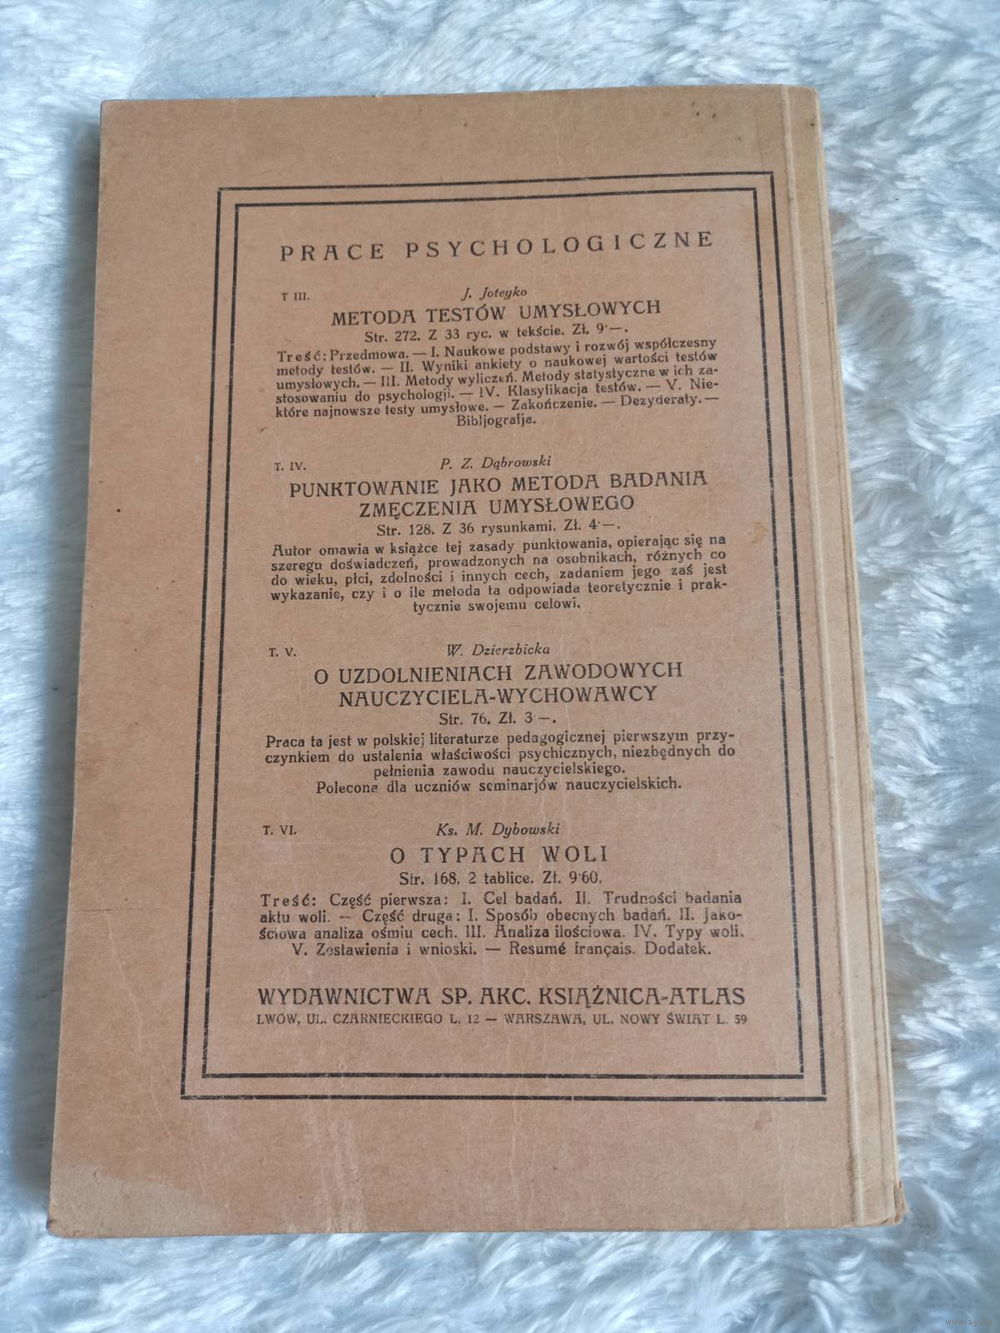 PRACE PSYCHOLOGICZNE
T III. J. Joteyko
METODA TESTÓW UMYSŁOWYCH
Str. 272. Z 33 ryc. w tekście. Zł. 9·—.
Treść: Przedmowa. — I. Naukowe podstawy i rozwój współczesny
metody testów. — II. Wyniki ankiety o naukowej wartości testów
umysłowych. — III. Metody wyliczeń. Metody statystyczne w ich za-
stosowaniu do psychologji. — IV. Klasyfikacja testów. — V. Nie-
które najnowsze testy umysłowe. — Zakończenie. — Dezyderaty. —
Bibljografja.
T. IV. P. Z. Dąbrowski
PUNKTOWANIE JAKO METODA BADANIA
ZMĘCZENIA UMYSŁOWEGO
Str. 128. Z 36 rysunkami. Zł. 4·—.
Autor omawia w książce tej zasady punktowania, opierając się na
szeregu doświadczeń, prowadzonych na osobnikach, różnych co
do wieku, płci, zdolności i innych cech, zadaniem jego zaś jest
wykazanie, czy i o ile metoda ta odpowiada teoretycznie i prak-
tycznie swojemu celowi.
T. V. W. Dzierzbicka
O UZDOLNIENIACH ZAWODOWYCH
NAUCZYCIELA-WYCHOWAWCY
Str. 76. Zł. 3 —.
Praca ta jest w polskiej literaturze pedagogicznej pierwszym przy-
czynkiem do ustalenia właściwości psychicznych, niezbędnych do
pełnienia zawodu nauczycielskiego.
Polecona dla uczniów seminarjów nauczycielskich.
T. VI. Ks. M. Dybowski
O TYPACH WOLI
Str. 168. 2 tablice. Zł. 9·60.
Treść: Część pierwsza: I. Cel badań. II. Trudności badania
aktu woli. — Część druga: I. Sposób obecnych badań. II. Jako-
ściowa analiza ośmiu cech. III. Analiza ilościowa. IV. Typy woli.
V. Zestawienia i wnioski. — Resumé français. Dodatek.
WYDAWNICTWA SP. AKC. KSIĄŻNICA-ATLAS
LWÓW, UL. CZARNIECKIEGO L. 12 — WARSZAWA, UL. NOWY ŚWIAT L. 59